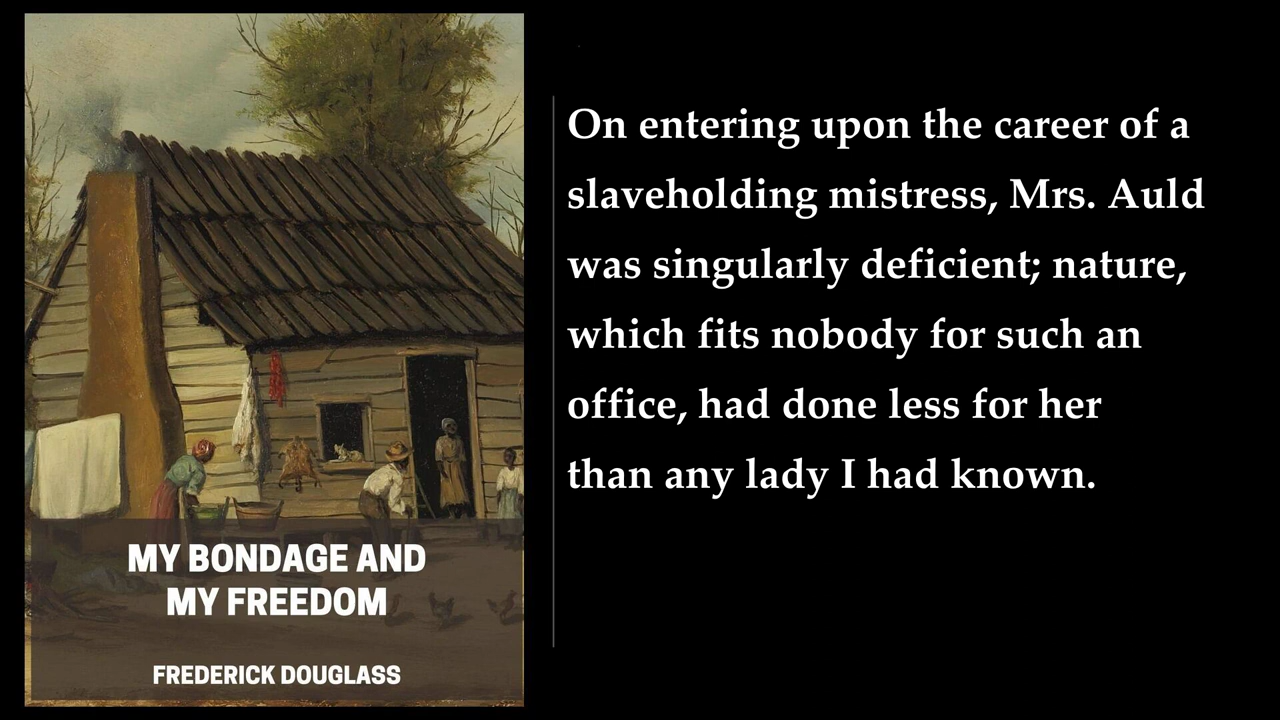 MY BONDAGE AND
MY FREEDOM
FREDERICK DOUGLASS
On entering upon the career of a
slaveholding mistress, Mrs. Auld
was singularly deficient; nature,
which fits nobody for such an
office, had done less for her
than any lady I had known.